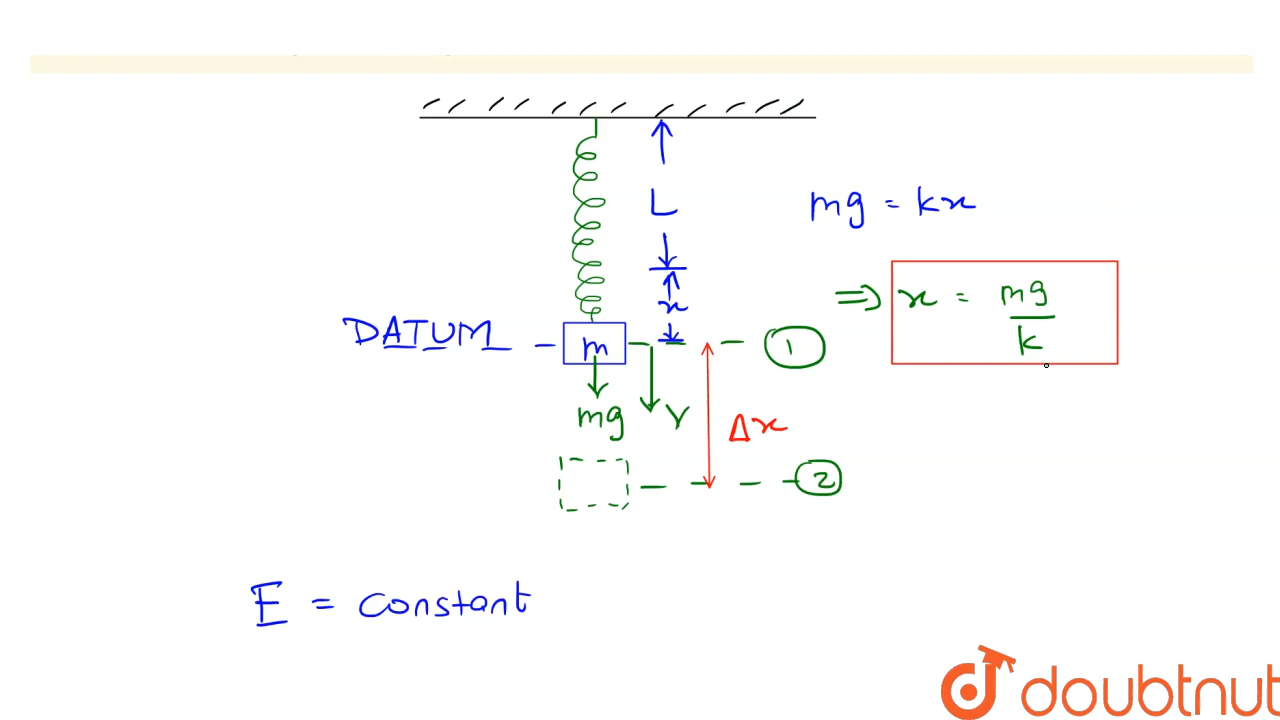 L
mg = kx
x
⇒ x = mg/k
DATUM
m
1
mg
v
Δx
2
E = constant
doubtnut